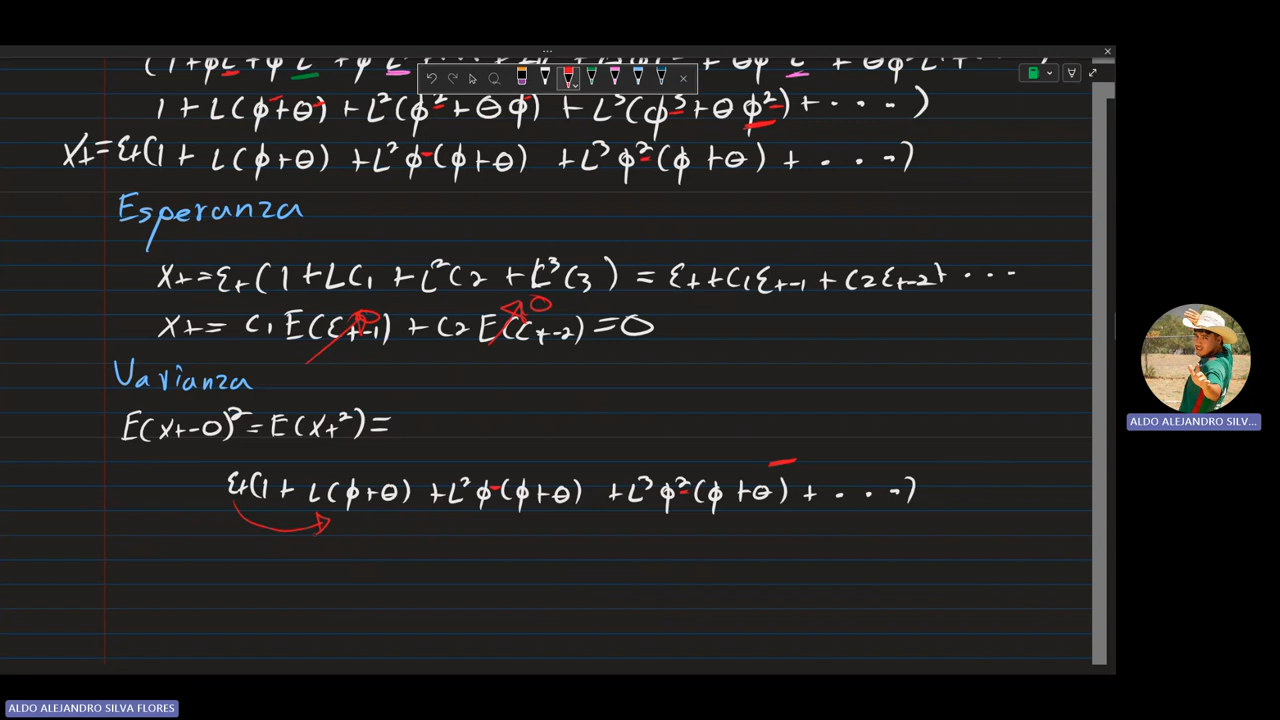 1 + L(φ+θ) + L²(φ²+θφ) + L³(φ³+θφ²) + ....)
Xt=εt(1 + L(φ+θ) + L²φ(φ+θ) + L³φ²(φ+θ) + ....)
Esperanza
Xt=εt(1+LC₁ + L²C₂ + L³C₃) = εt+C₁εt-1 + C₂εt-2+ ...
0 0
Xt= C₁E(εt-1) + C₂E(εt-2) = 0
Varianza
E(Xt-0)² = E(Xt²) =
εt(1 + L(φ+θ) + L²φ(φ+θ) + L³φ²(φ+θ) + ....)
ALDO ALEJANDRO SILV...
ALDO ALEJANDRO SILVA FLORES